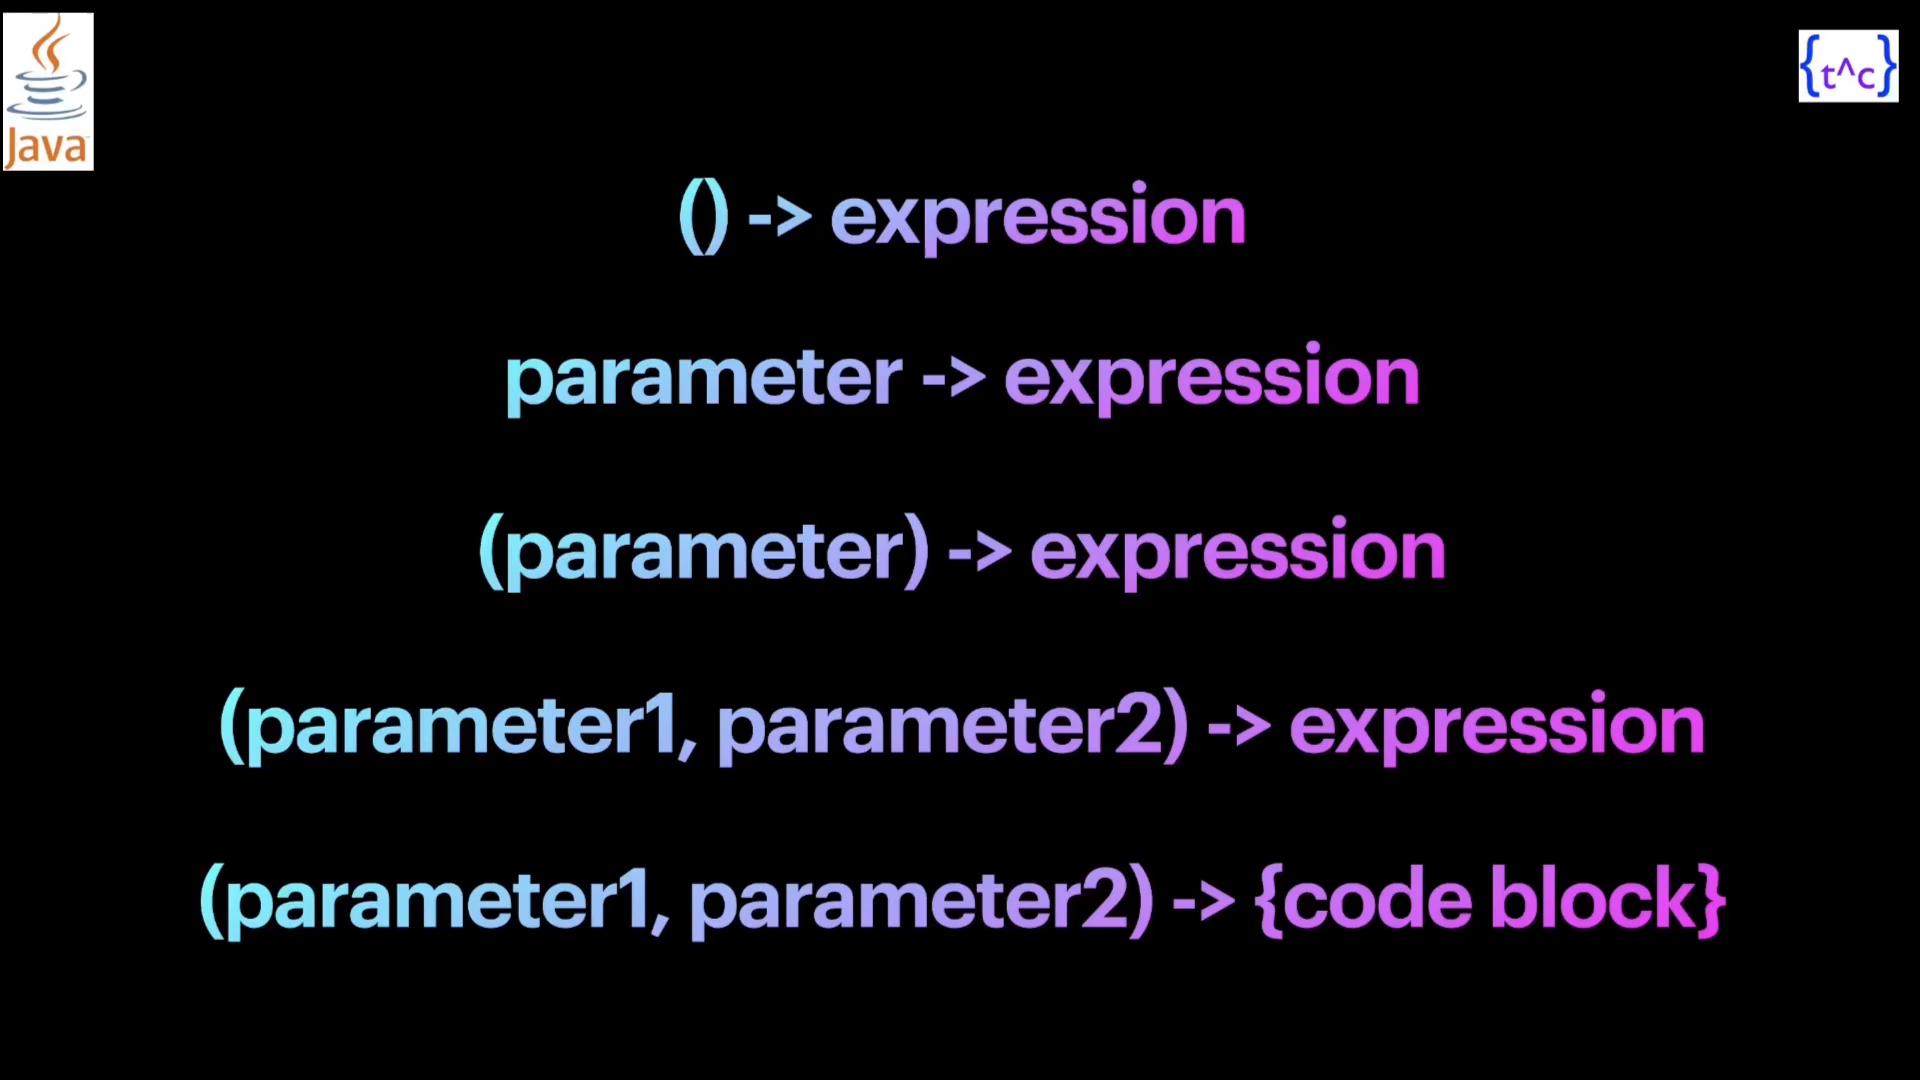 Java
{t^c}
() -> expression
parameter -> expression
(parameter) -> expression
(parameter1, parameter2) -> expression
(parameter1, parameter2) -> {code block}